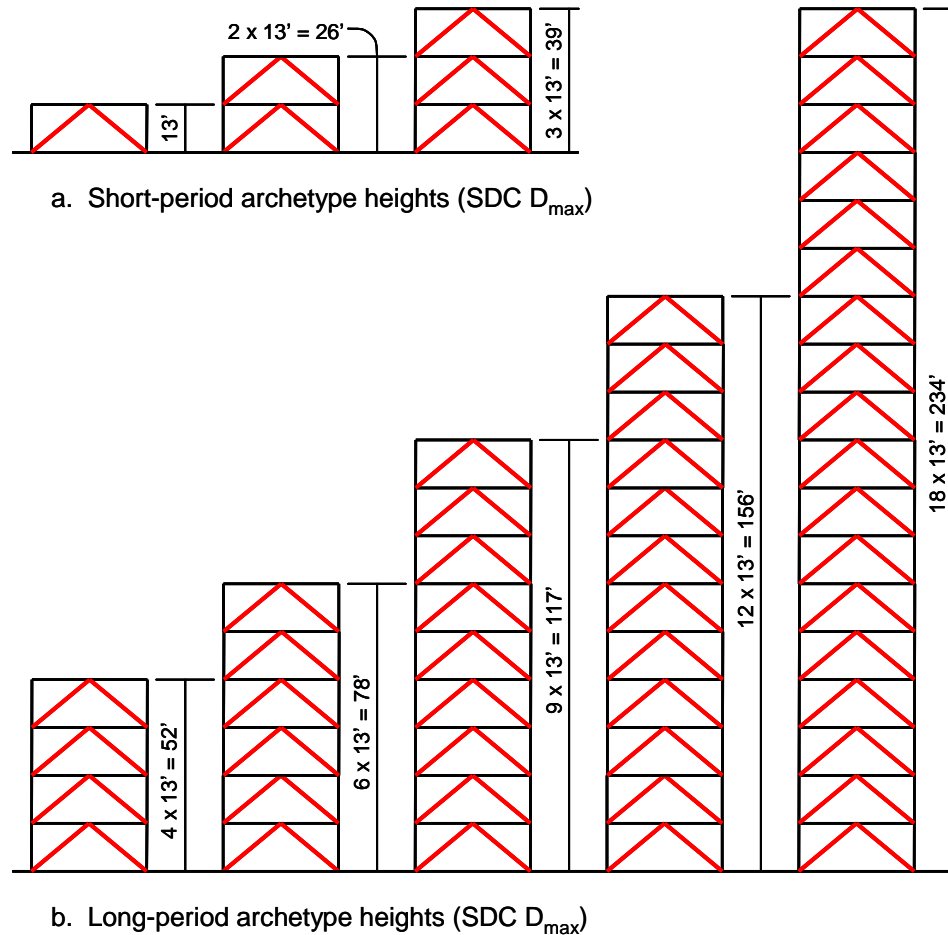 2 x 13’ = 26’
13’
3 x 13’ = 39’
a. Short-period archetype heights (SDC Dmax)
4 x 13’ = 52’
6 x 13’ = 78’
9 x 13’ = 117’
12 x 13’ = 156’
18 x 13’ = 234’
b. Long-period archetype heights (SDC Dmax)